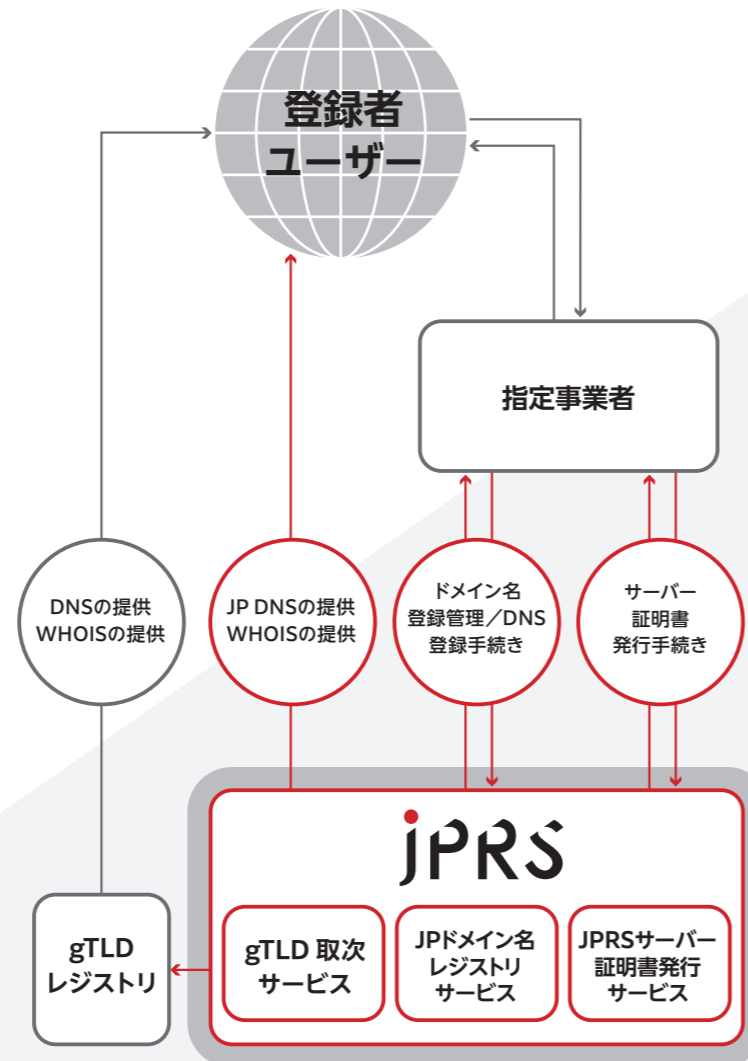 登録者
ユーザー
指定事業者
DNSの提供
WHOISの提供
JP DNSの提供
WHOISの提供
ドメイン名
登録管理／DNS
登録手続き
サーバー
証明書
発行手続き
jPRS
gTLD
レジストリ
gTLD 取次
サービス
JPドメイン名
レジストリ
サービス
JPRSサーバー
証明書発行
サービス